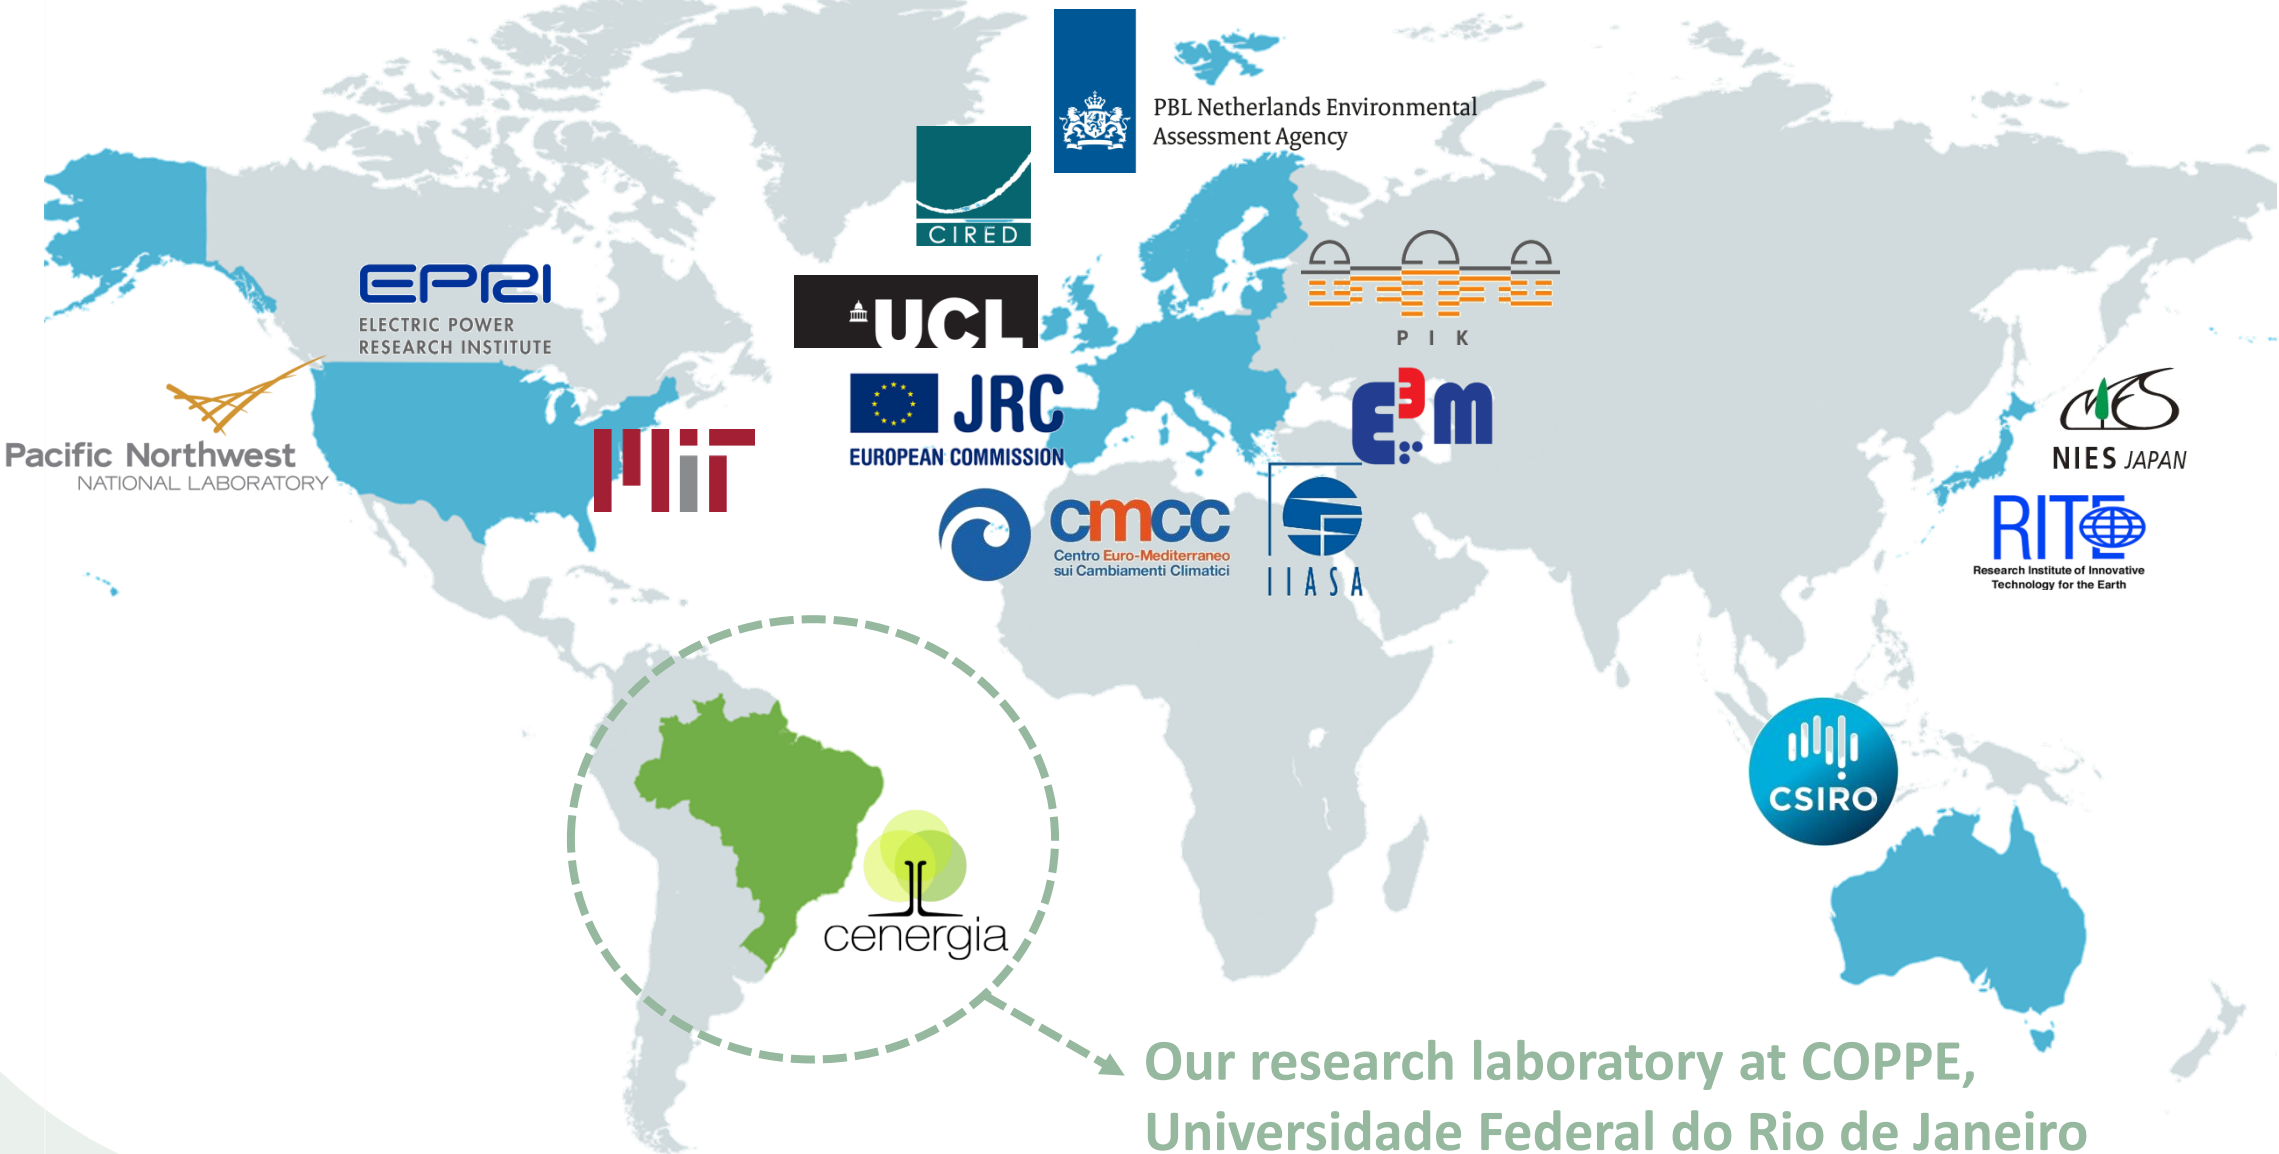 PBL Netherlands Environmental
Assessment Agency
CIRED
EPRI
ELECTRIC POWER
RESEARCH INSTITUTE
UCL
PIK
Pacific Northwest
NATIONAL LABORATORY
MIT
JRC
EUROPEAN COMMISSION
E3M
NIES JAPAN
cmcc
Centro Euro-Mediterraneo
sui Cambiamenti Climatici
IIASA
RITE
Research Institute of Innovative
Technology for the Earth
CSIRO
cenergia
Our research laboratory at COPPE,
Universidade Federal do Rio de Janeiro